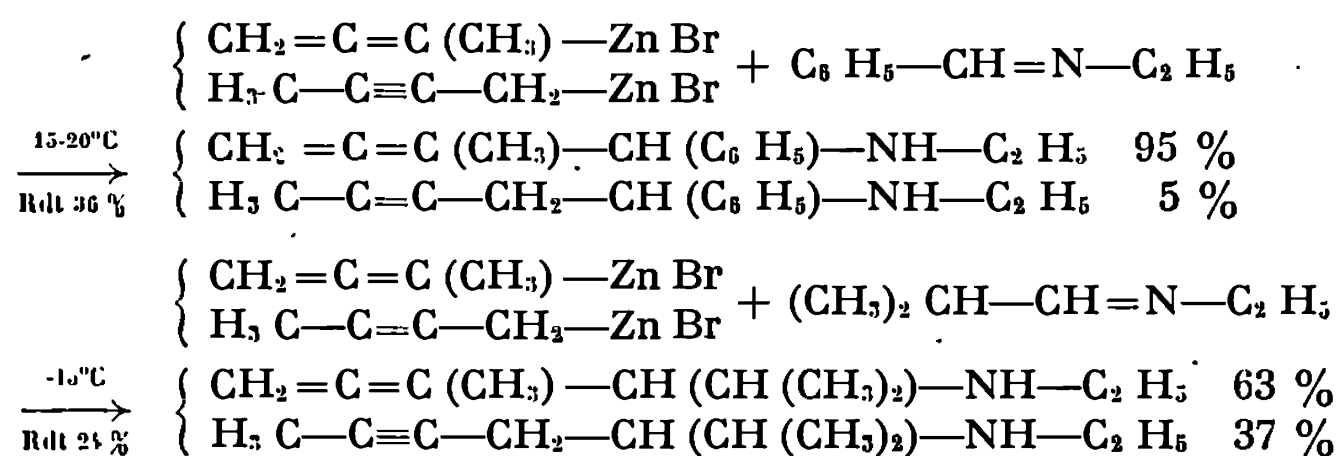 CH₂=C=C(CH₃)—ZnBr
H₃C—C≡C—CH₂—ZnBr
+ C₆H₅—CH=N—C₂H₅
15-20°C
Rdt 36 %
CH₂=C=C(CH₃)—CH(C₆H₅)—NH—C₂H₅ 95 %
H₃C—C=C—CH₂—CH(C₆H₅)—NH—C₂H₅ 5 %
CH₂=C=C(CH₃)—ZnBr
H₃C—C=C—CH₂—ZnBr
+ (CH₃)₂CH—CH=N—C₂H₅
-15°C
Rdt 24 %
CH₂=C=C(CH₃)—CH(CH(CH₃)₂)—NH—C₂H₅ 63 %
H₃C—C≡C—CH₂—CH(CH(CH₃)₂)—NH—C₂H₅ 37 %